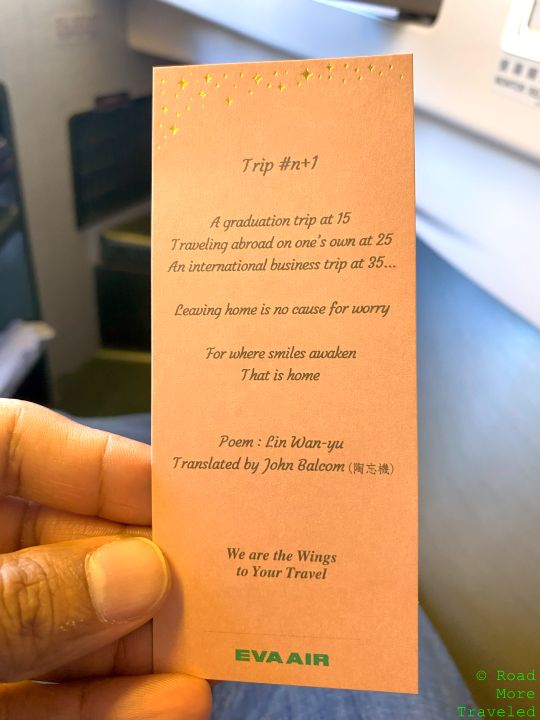 Trip #n+1
A graduation trip at 15
Traveling abroad on one's own at 25
An international business trip at 35...
Leaving home is no cause for worry
For where smiles awaken
That is home
Poem : Lin Wan-yu
Translated by John Balcom (陶忘機)
We are the Wings
to Your Travel
EVA AIR
© Road
More
Traveled